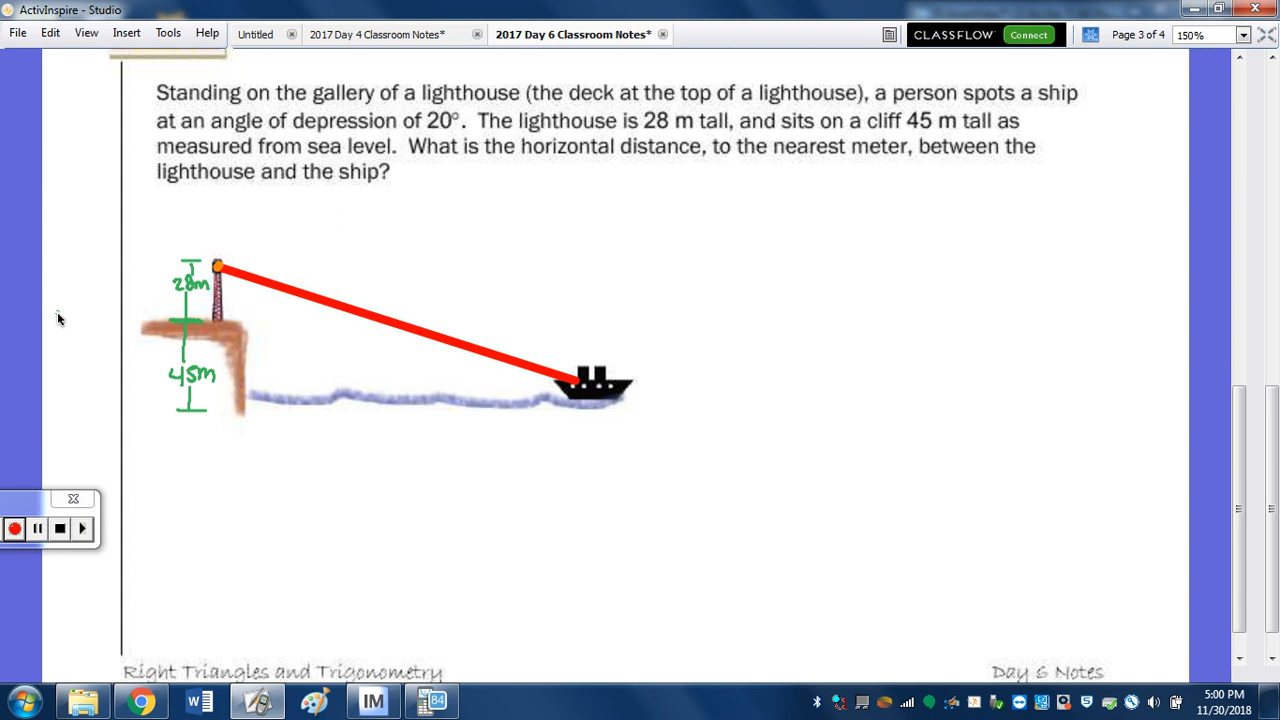 ActivInspire - Studio
File Edit View Insert Tools Help Untitled 2017 Day 4 Classroom Notes* 2017 Day 6 Classroom Notes* CLASSFLOW Connect Page 3 of 4 150%
Standing on the gallery of a lighthouse (the deck at the top of a lighthouse), a person spots a ship
at an angle of depression of 20°. The lighthouse is 28 m tall, and sits on a cliff 45 m tall as
measured from sea level. What is the horizontal distance, to the nearest meter, between the
lighthouse and the ship?
28m
45m
Right Triangles and Trigonometry Day 6 Notes
IM 84 5:00 PM
11/30/2018